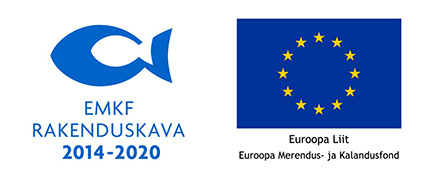 EMKF
RAKENDUSKAVA
2014-2020
Euroopa Liit
Euroopa Merendus- ja Kalandusfond